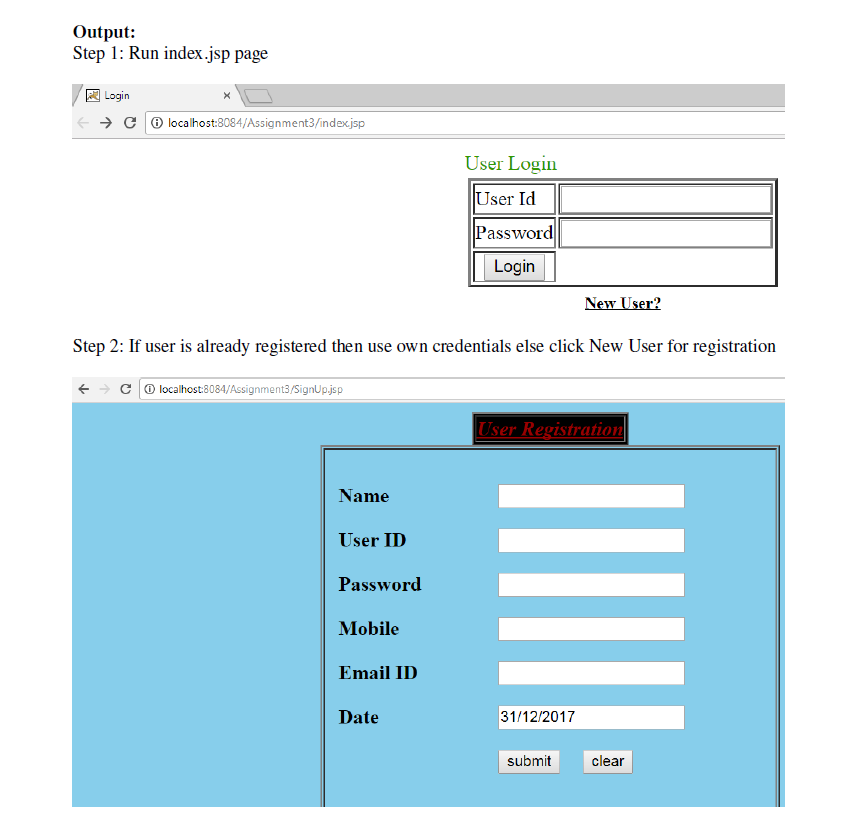 Output:
Step 1: Run index.jsp page
Login
localhost:8084/Assignment3/index.jsp
User Login
User Id
Password
Login
New User?
Step 2: If user is already registered then use own credentials else click New User for registration
localhost:8084/Assignment3/SignUp.jsp
User Registration
Name
User ID
Password
Mobile
Email ID
Date 31/12/2017
submit clear